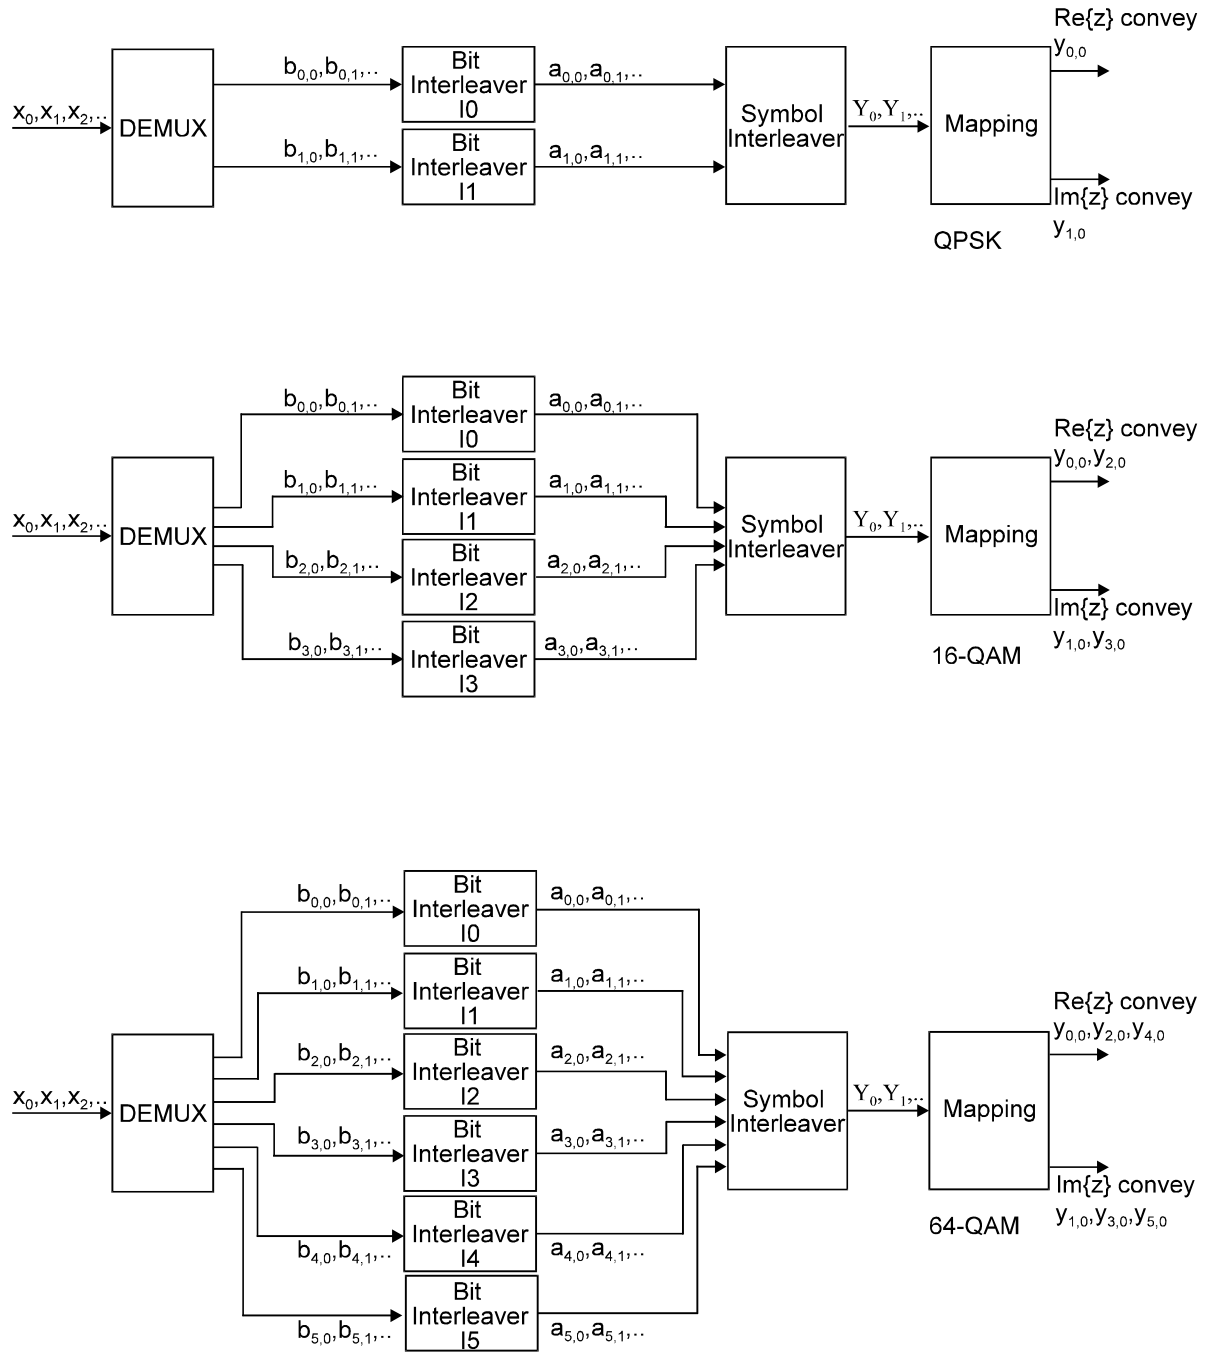 Re{z} convey
y0,0
b0,0,b0,1,..
Bit
Interleaver
I0
a0,0,a0,1,..
x0,x1,x2,..
DEMUX
Symbol
Interleaver
Y0,Y1,..
Mapping
b1,0,b1,1,..
Bit
Interleaver
I1
a1,0,a1,1,..
Im{z} convey
y1,0
QPSK
b0,0,b0,1,..
Bit
Interleaver
I0
a0,0,a0,1,..
Re{z} convey
y0,0,y2,0
b1,0,b1,1,..
Bit
Interleaver
I1
a1,0,a1,1,..
x0,x1,x2,..
DEMUX
Symbol
Interleaver
Y0,Y1,..
Mapping
b2,0,b2,1,..
Bit
Interleaver
I2
a2,0,a2,1,..
Im{z} convey
y1,0,y3,0
b3,0,b3,1,..
Bit
Interleaver
I3
a3,0,a3,1,..
16-QAM
b0,0,b0,1,..
Bit
Interleaver
I0
a0,0,a0,1,..
b1,0,b1,1,..
Bit
Interleaver
I1
a1,0,a1,1,..
Re{z} convey
y0,0,y2,0,y4,0
b2,0,b2,1,..
Bit
Interleaver
I2
a2,0,a2,1,..
x0,x1,x2,..
DEMUX
Symbol
Interleaver
Y0,Y1,..
Mapping
b3,0,b3,1,..
Bit
Interleaver
I3
a3,0,a3,1,..
Im{z} convey
y1,0,y3,0,y5,0
64-QAM
b4,0,b4,1,..
Bit
Interleaver
I4
a4,0,a4,1,..
b5,0,b5,1,..
Bit
Interleaver
I5
a5,0,a5,1,..